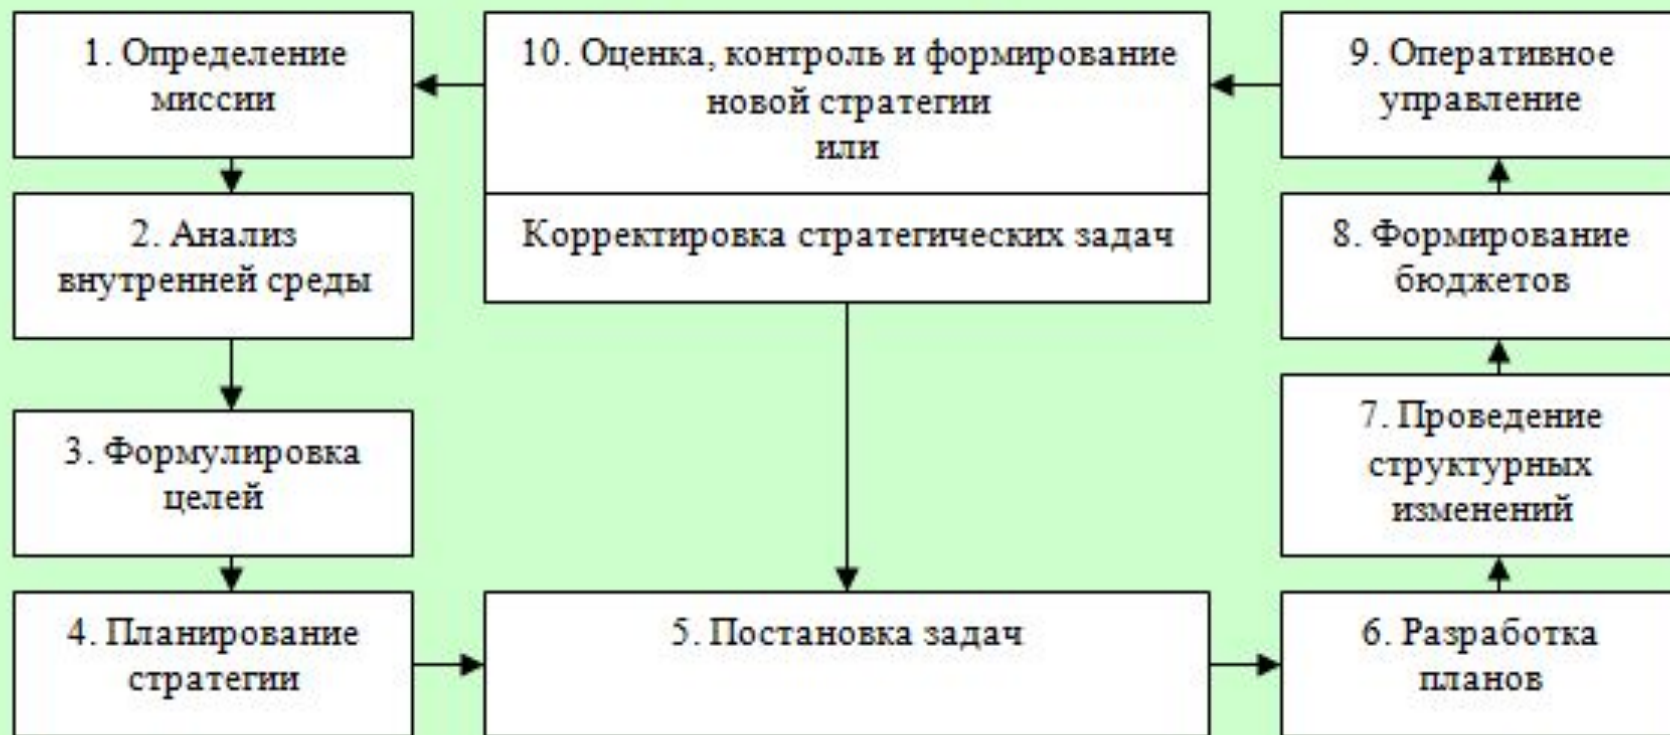 1. Определение
миссии
10. Оценка, контроль и формирование
новой стратегии
или
Корректировка стратегических задач
9. Оперативное
управление
2. Анализ
внутренней среды
8. Формирование
бюджетов
3. Формулировка
целей
7. Проведение
структурных
изменений
4. Планирование
стратегии
5. Постановка задач
6. Разработка
планов